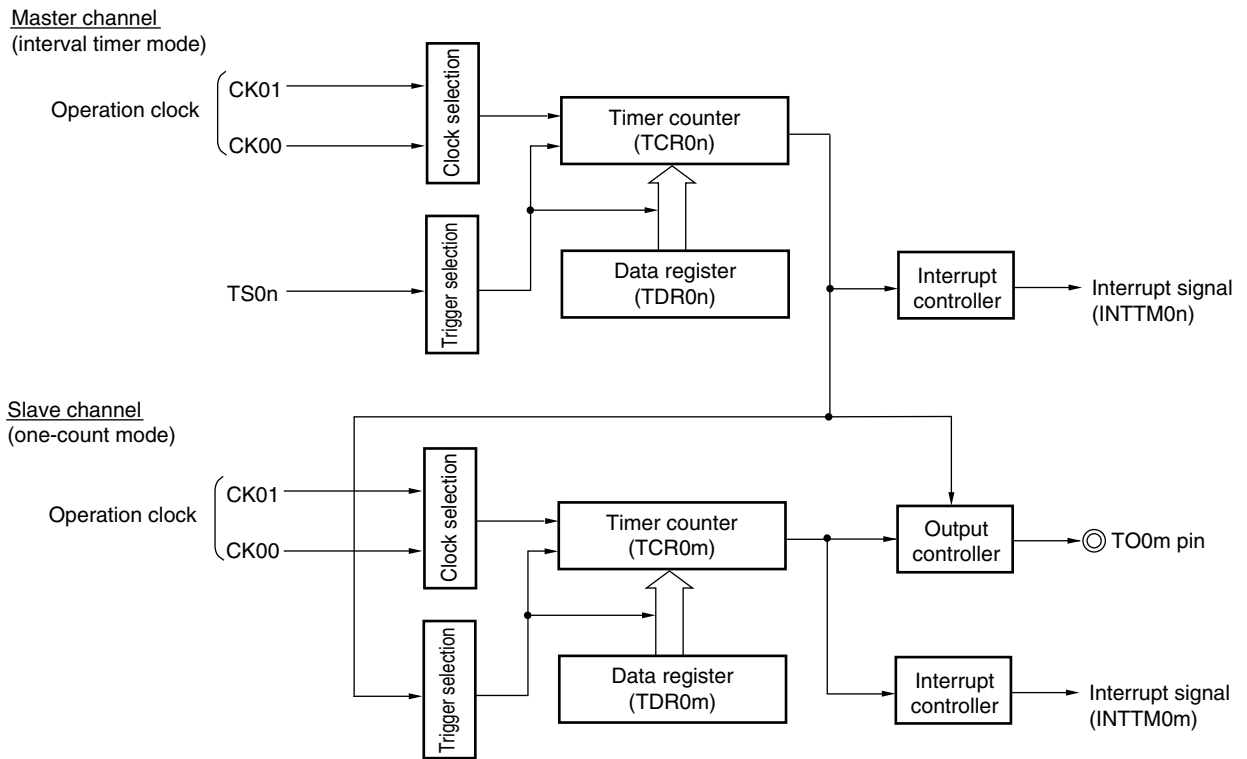 Master channel
(interval timer mode)
Operation clock
CK01
CK00
Clock selection
Timer counter
(TCR0n)
TS0n
Trigger selection
Data register
(TDR0n)
Interrupt
controller
Interrupt signal
(INTTM0n)
Slave channel
(one-count mode)
Operation clock
CK01
CK00
Clock selection
Timer counter
(TCR0m)
Output
controller
TO0m pin
Trigger selection
Data register
(TDR0m)
Interrupt
controller
Interrupt signal
(INTTM0m)